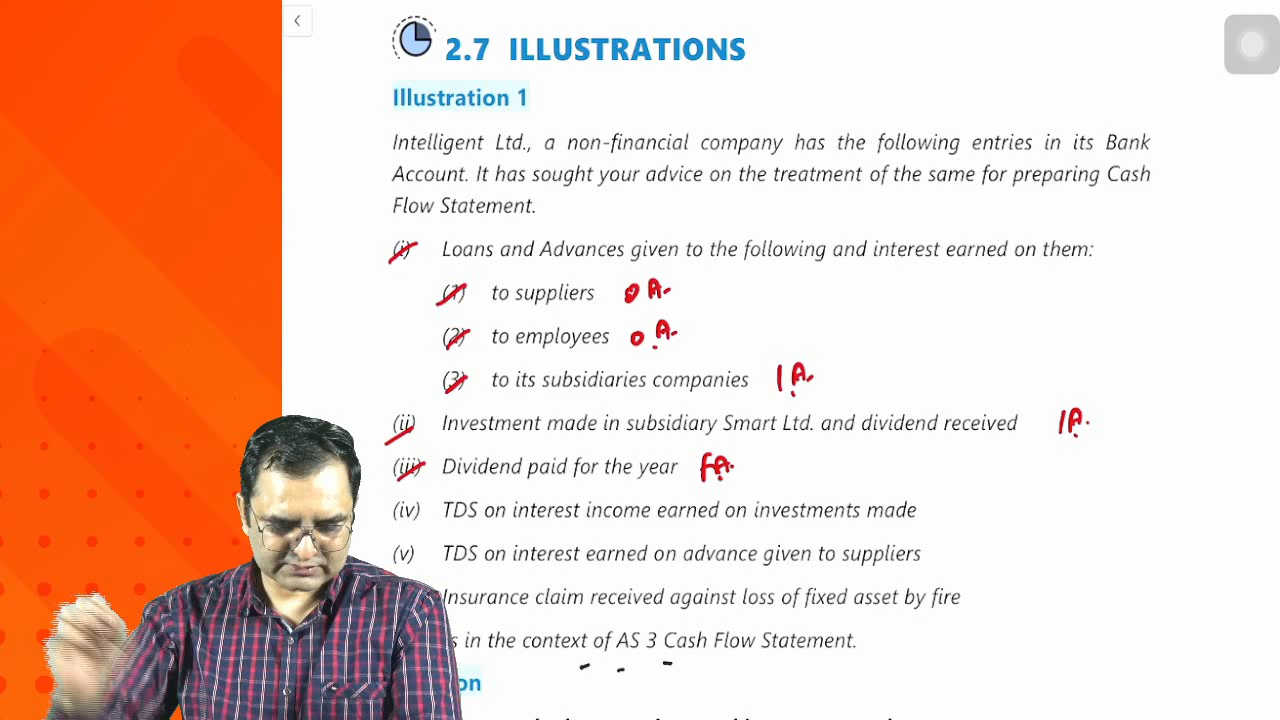 2.7 ILLUSTRATIONS
Illustration 1
Intelligent Ltd., a non-financial company has the following entries in its Bank
Account. It has sought your advice on the treatment of the same for preparing Cash
Flow Statement.
(i) Loans and Advances given to the following and interest earned on them:
(1) to suppliers O A.
(2) to employees O A.
(3) to its subsidiaries companies I A.
(ii) Investment made in subsidiary Smart Ltd. and dividend received I A.
(iii) Dividend paid for the year F A.
(iv) TDS on interest income earned on investments made
(v) TDS on interest earned on advance given to suppliers
Insurance claim received against loss of fixed asset by fire
in the context of AS 3 Cash Flow Statement.